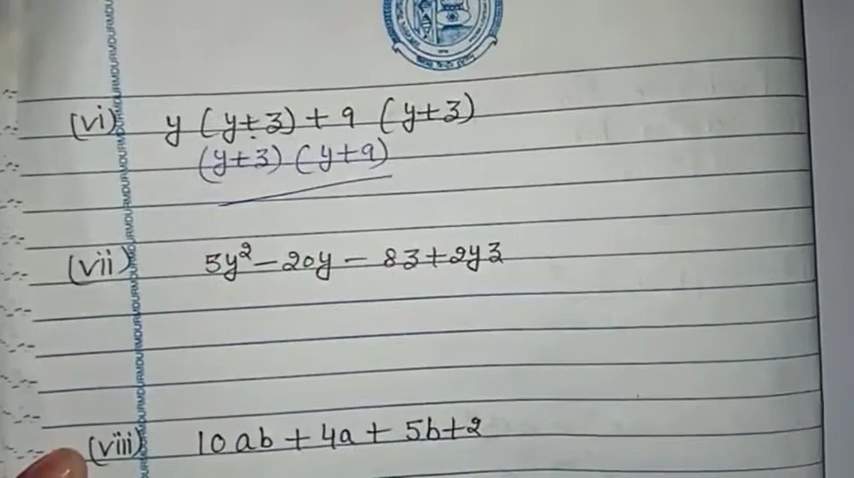 (vi) y (y+3) + 9 (y+3)
(y+3) (y+9)
(vii) 5y² - 20y - 8z + 2yz
(viii) 10ab + 4a + 5b + 2